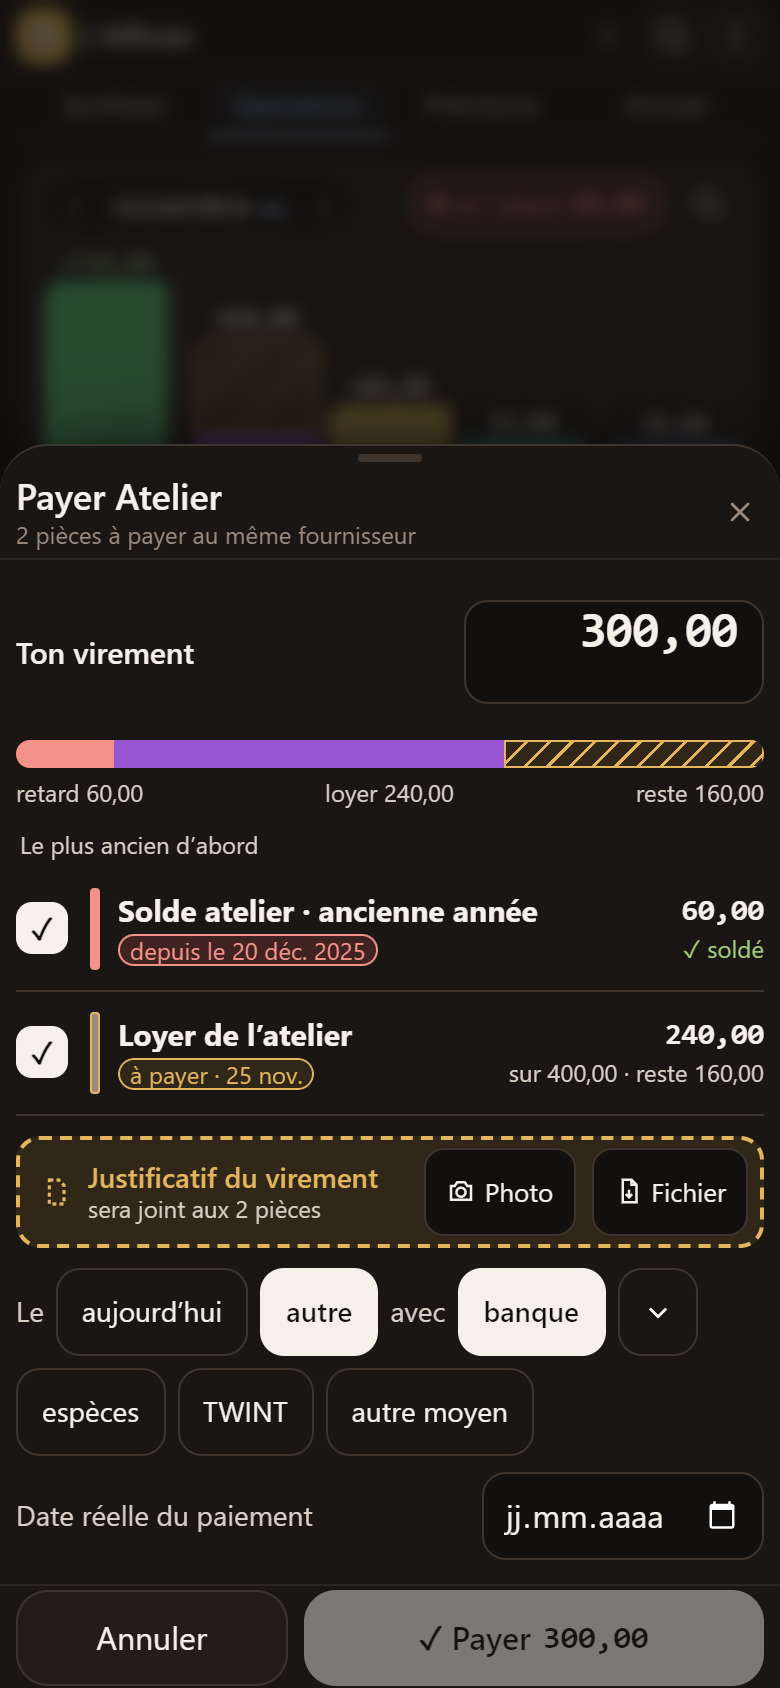 Payer Atelier
2 pièces à payer au même fournisseur
Ton virement
300,00
retard 60,00 loyer 240,00 reste 160,00
Le plus ancien d’abord
✓ Solde atelier · ancienne année 60,00
depuis le 20 déc. 2025 ✓ soldé
✓ Loyer de l’atelier 240,00
à payer · 25 nov. sur 400,00 · reste 160,00
Justificatif du virement
sera joint aux 2 pièces
Photo Fichier
Le aujourd’hui autre avec banque
espèces TWINT autre moyen
Date réelle du paiement jj.mm.aaaa
Annuler ✓ Payer 300,00